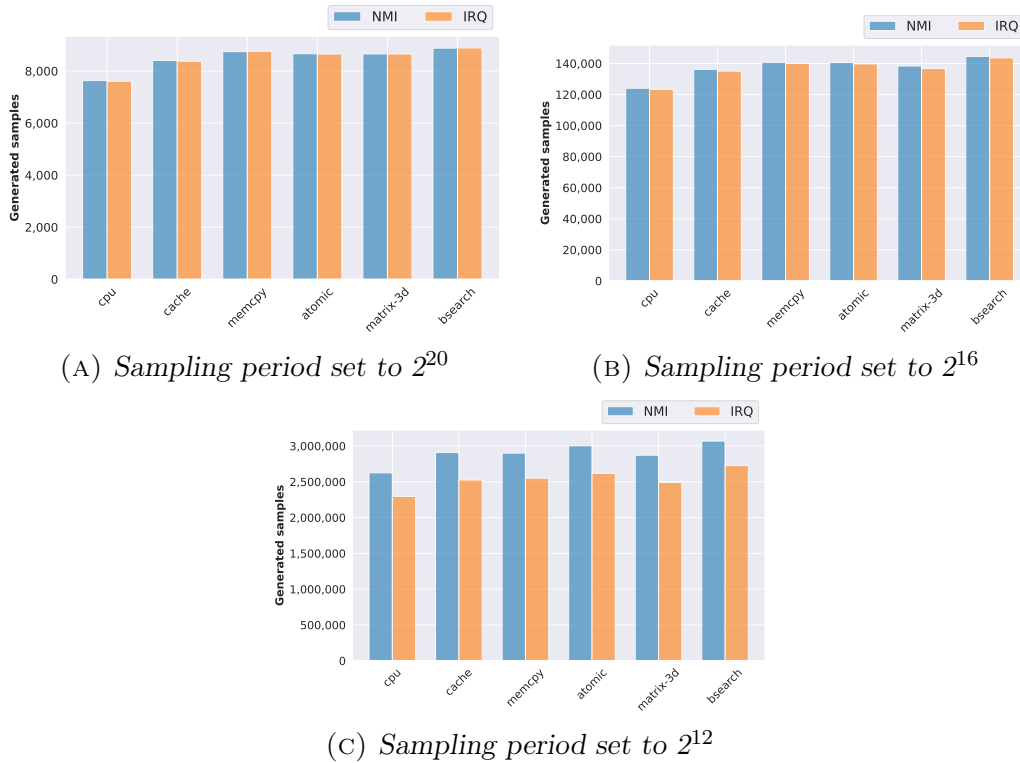 NMI IRQ
Generated samples
8,000
6,000
4,000
2,000
0
cpu cache memcpy atomic matrix-3d bsearch
(A) Sampling period set to 2^20
NMI IRQ
Generated samples
140,000
120,000
100,000
80,000
60,000
40,000
20,000
0
cpu cache memcpy atomic matrix-3d bsearch
(B) Sampling period set to 2^16
NMI IRQ
Generated samples
3,000,000
2,500,000
2,000,000
1,500,000
1,000,000
500,000
0
cpu cache memcpy atomic matrix-3d bsearch
(C) Sampling period set to 2^12